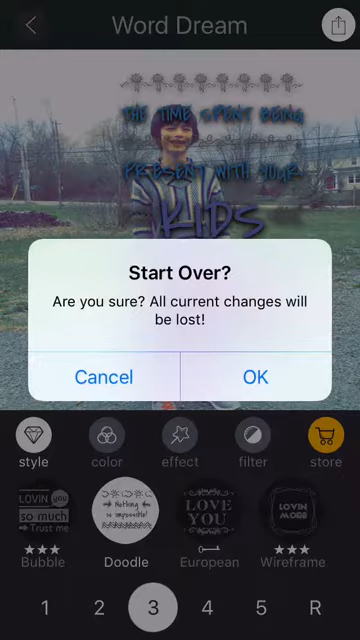 Word Dream
THE TIME SPENT BEING
PRESENT WITH YOUR
KIDS
Start Over?
Are you sure? All current changes will
be lost!
Cancel OK
style color effect filter store
LOVIN you
so much
Trust me
Nothing
is impossible!
LOVE
YOU
LOVIN
MORE
Bubble Doodle European Wireframe
1 2 3 4 5 R